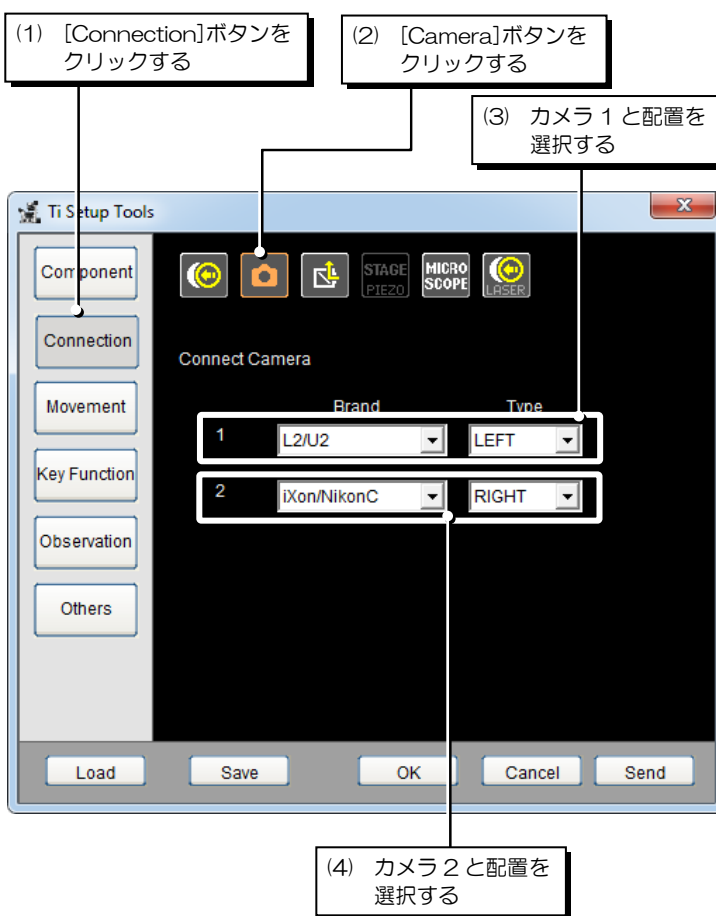 (1) [Connection]ボタンを
クリックする
(2) [Camera]ボタンを
クリックする
(3) カメラ 1 と配置を
選択する
Ti Setup Tools
x
Component
STAGE
PIEZO
MICRO
SCOPE
LASER
Connection
Connect Camera
Movement
Brand Type
1 L2/U2 LEFT
Key Function
2 iXon/NikonC RIGHT
Observation
Others
Load Save OK Cancel Send
(4) カメラ 2 と配置を
選択する